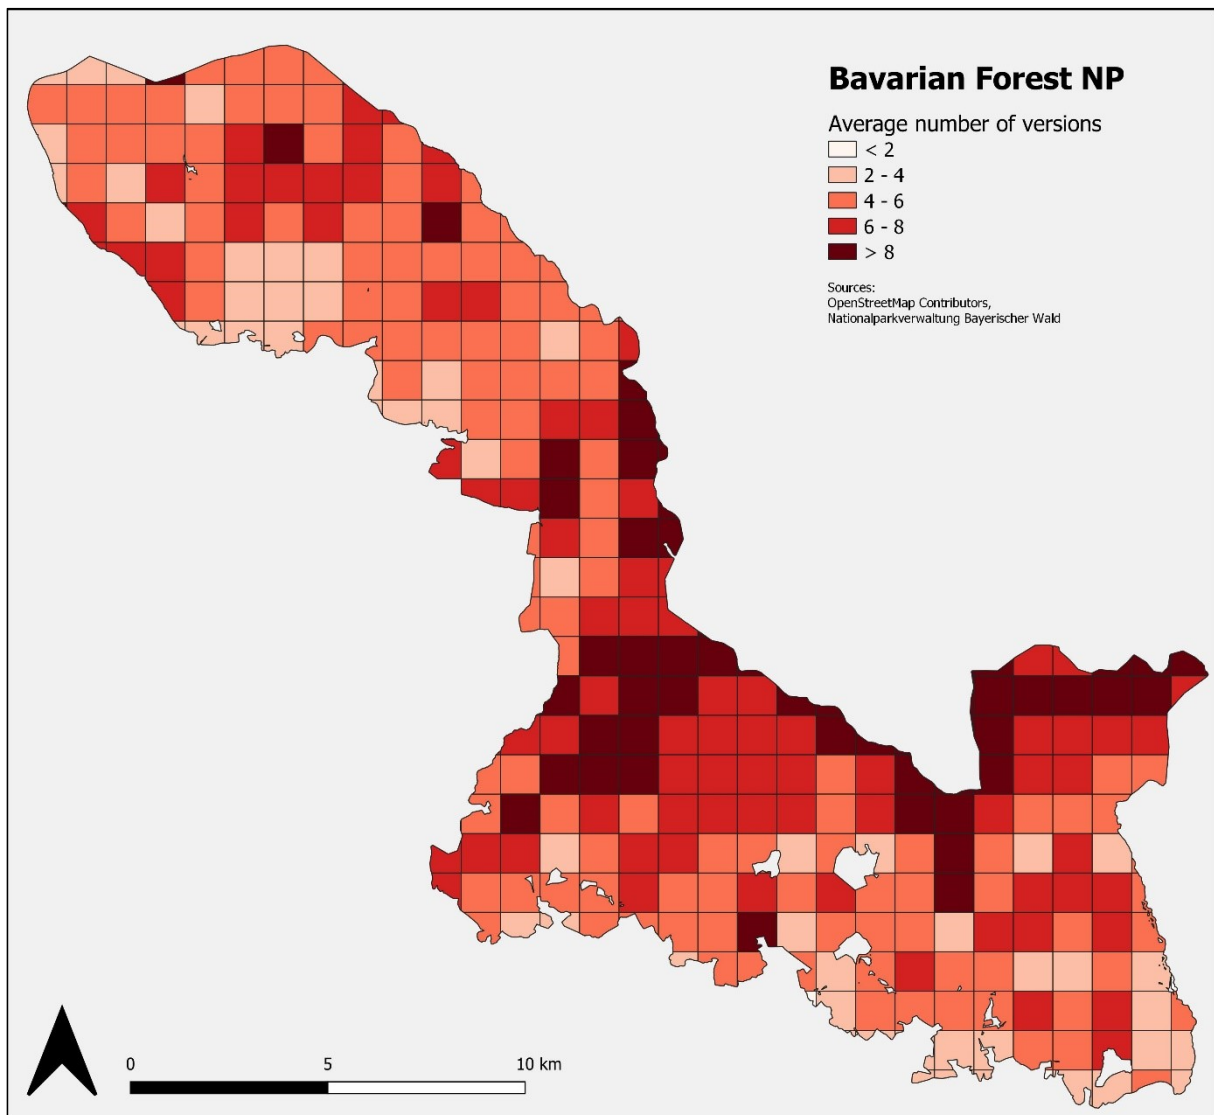 Bavarian Forest NP
Average number of versions
< 2
2 - 4
4 - 6
6 - 8
> 8
Sources:
OpenStreetMap Contributors,
Nationalparkverwaltung Bayerischer Wald
0 5 10 km